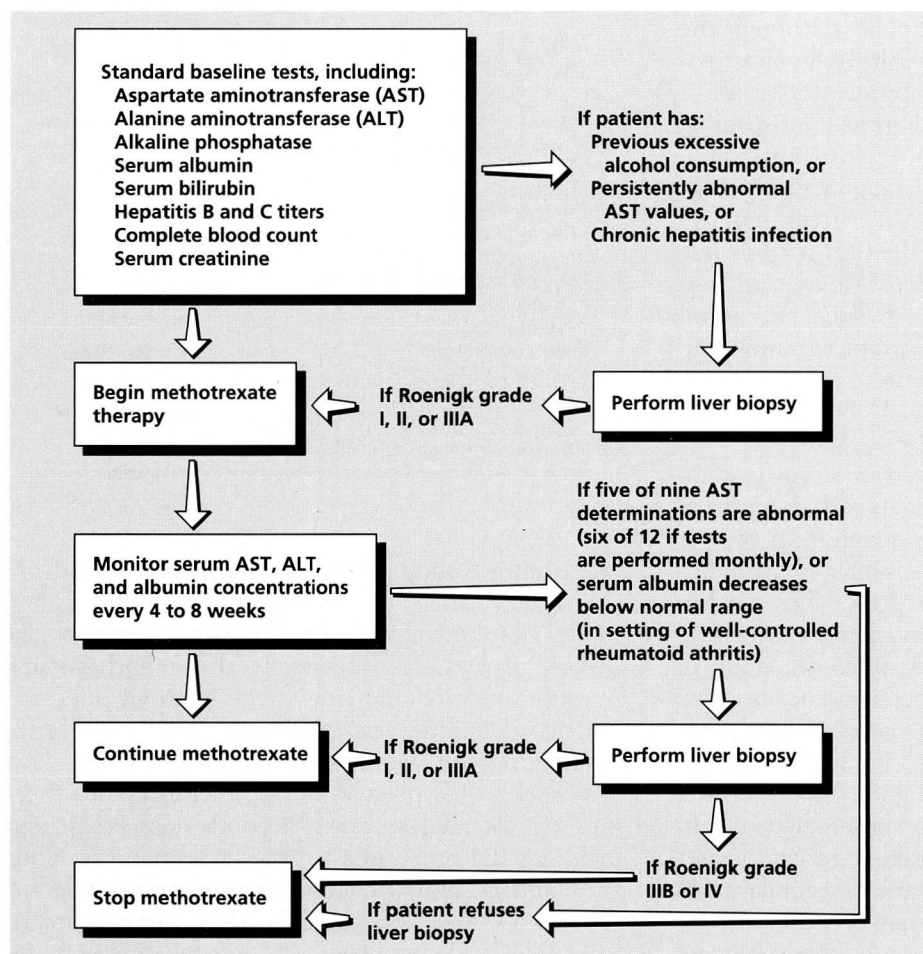 Standard baseline tests, including:
Aspartate aminotransferase (AST)
Alanine aminotransferase (ALT)
Alkaline phosphatase
Serum albumin
Serum bilirubin
Hepatitis B and C titers
Complete blood count
Serum creatinine
If patient has:
Previous excessive
alcohol consumption, or
Persistently abnormal
AST values, or
Chronic hepatitis infection
Begin methotrexate
therapy
If Roenigk grade
I, II, or IIIA
Perform liver biopsy
Monitor serum AST, ALT,
and albumin concentrations
every 4 to 8 weeks
If five of nine AST
determinations are abnormal
(six of 12 if tests
are performed monthly), or
serum albumin decreases
below normal range
(in setting of well-controlled
rheumatoid arthritis)
Continue methotrexate
If Roenigk grade
I, II, or IIIA
Perform liver biopsy
If Roenigk grade
IIIB or IV
Stop methotrexate
If patient refuses
liver biopsy